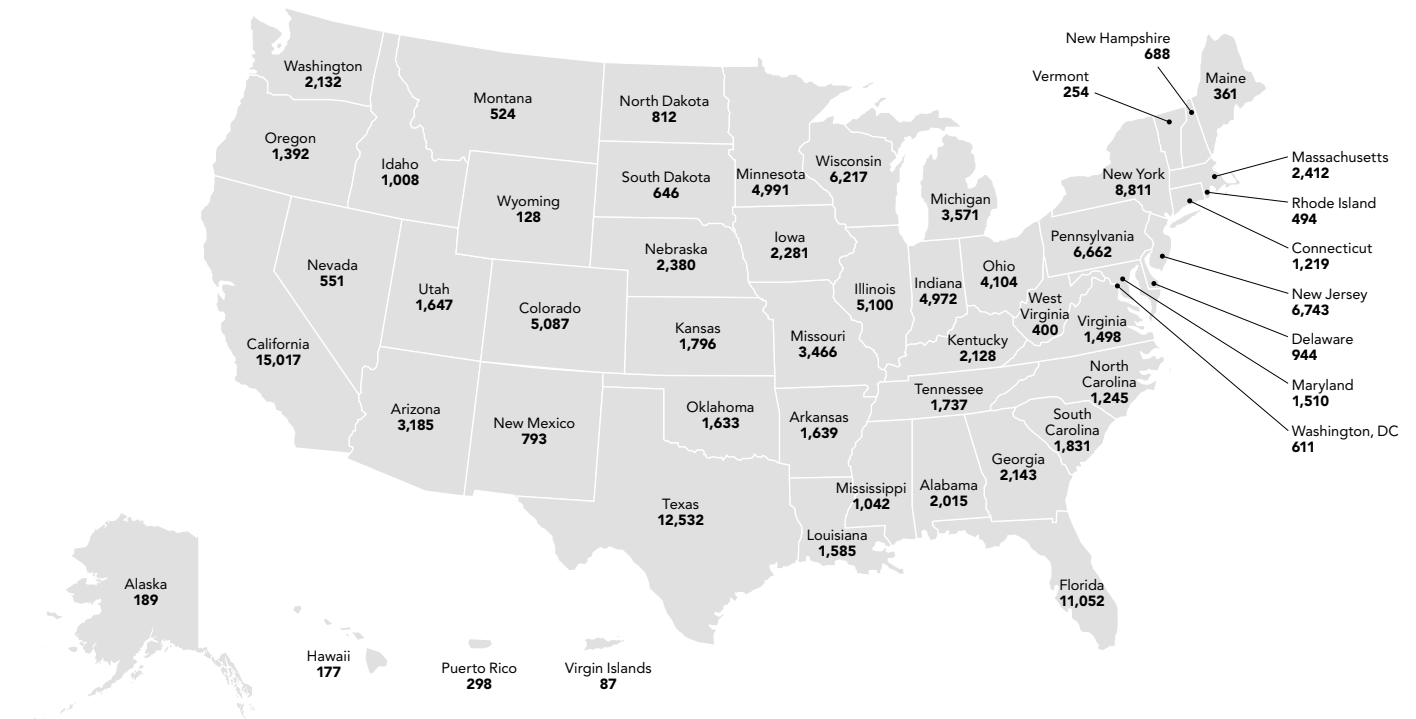 New Hampshire
688
Vermont
254
Maine
361
Washington
2,132
Montana
524
North Dakota
812
Oregon
1,392
Idaho
1,008
Wisconsin
6,217
Minnesota
4,991
South Dakota
646
Wyoming
128
Michigan
3,571
New York
8,811
Massachusetts
2,412
Rhode Island
494
Connecticut
1,219
New Jersey
6,743
Delaware
944
Maryland
1,510
Washington, DC
611
Pennsylvania
6,662
Iowa
2,281
Nebraska
2,380
Nevada
551
Utah
1,647
Colorado
5,087
Illinois
5,100
Indiana
4,972
Ohio
4,104
West
Virginia
400
Virginia
1,498
California
15,017
Kansas
1,796
Missouri
3,466
Kentucky
2,128
North
Carolina
1,245
Tennessee
1,737
South
Carolina
1,831
Arizona
3,185
New Mexico
793
Oklahoma
1,633
Arkansas
1,639
Georgia
2,143
Mississippi
1,042
Alabama
2,015
Texas
12,532
Louisiana
1,585
Florida
11,052
Alaska
189
Hawaii
177
Puerto Rico
298
Virgin Islands
87